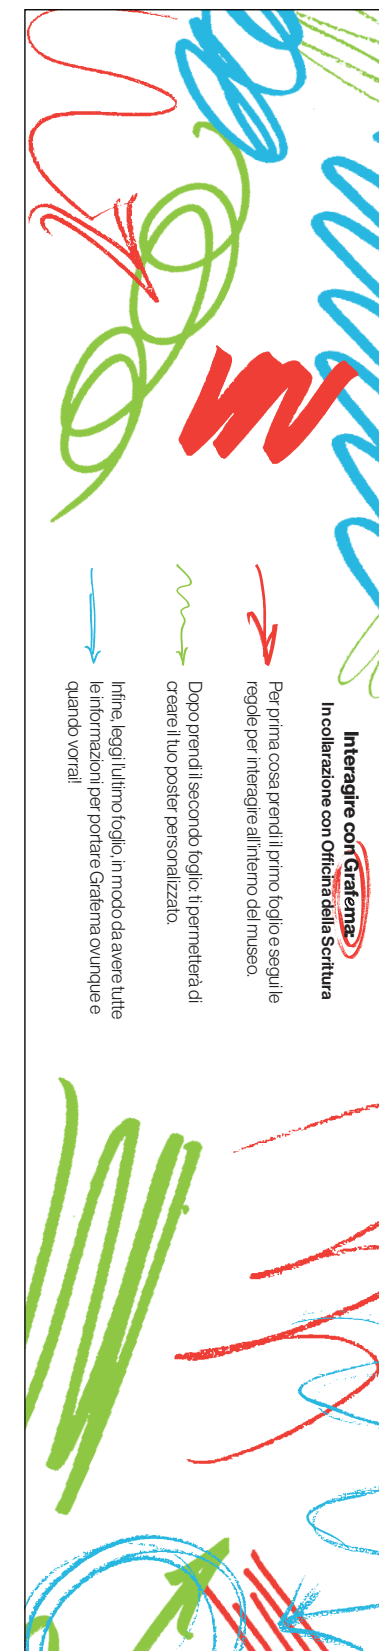 Interagire con Grafema:
In collarazione con Officina della Scrittura
Per prima cosa prendi il primo foglio e segui le
regole per interagire all'interno del museo.
Dopo prendi il secondo foglio: ti permetterà di
creare il tuo poster personalizzato.
Infine, leggi l'ultimo foglio, in modo da avere tutte
le informazioni per portare Grafema ovunque e
quando vorrai!